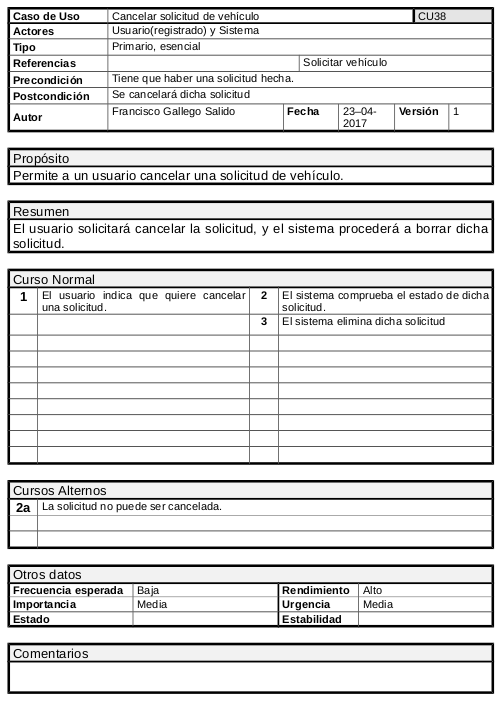 Caso de Uso Cancelar solicitud de vehículo CU38
Actores Usuario(registrado) y Sistema
Tipo Primario, esencial
Referencias Solicitar vehículo
Precondición Tiene que haber una solicitud hecha.
Postcondición Se cancelará dicha solicitud
Autor Francisco Gallego Salido Fecha 23–04-
2017 Versión 1
Propósito
Permite a un usuario cancelar una solicitud de vehículo.
Resumen
El usuario solicitará cancelar la solicitud, y el sistema procederá a borrar dicha
solicitud.
Curso Normal
1 El usuario indica que quiere cancelar
una solicitud.
2 El sistema comprueba el estado de dicha
solicitud.
3 El sistema elimina dicha solicitud
Cursos Alternos
2a La solicitud no puede ser cancelada.
Otros datos
Frecuencia esperada Baja Rendimiento Alto
Importancia Media Urgencia Media
Estado Estabilidad
Comentarios